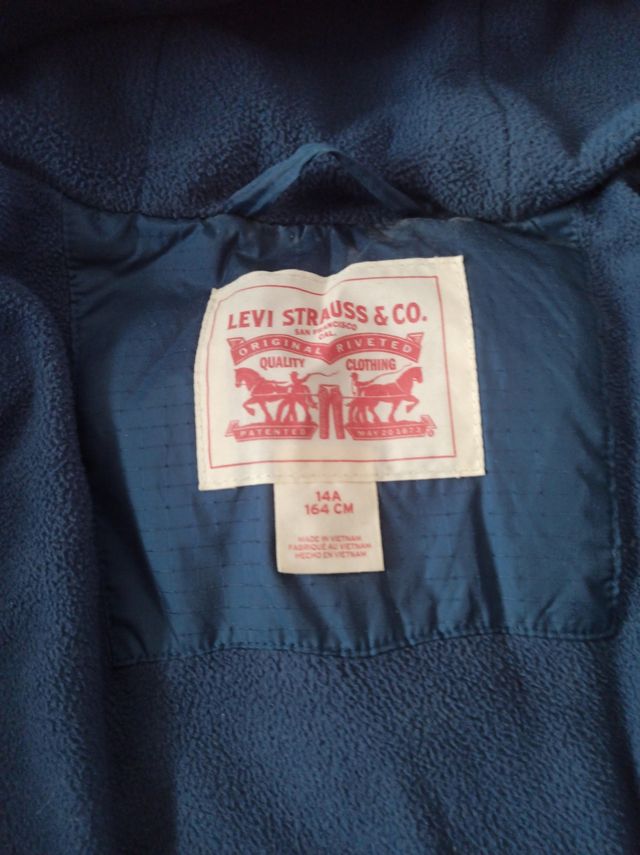 LEVI STRAUSS & CO.
SAN FRANCISCO
CAL.
ORIGINAL RIVETED
QUALITY CLOTHING
PATENTED MAY 20 1873
14A
164 CM
MADE IN VIETNAM
FABRIQUÉ AU VIETNAM
HECHO EN VIETNAM